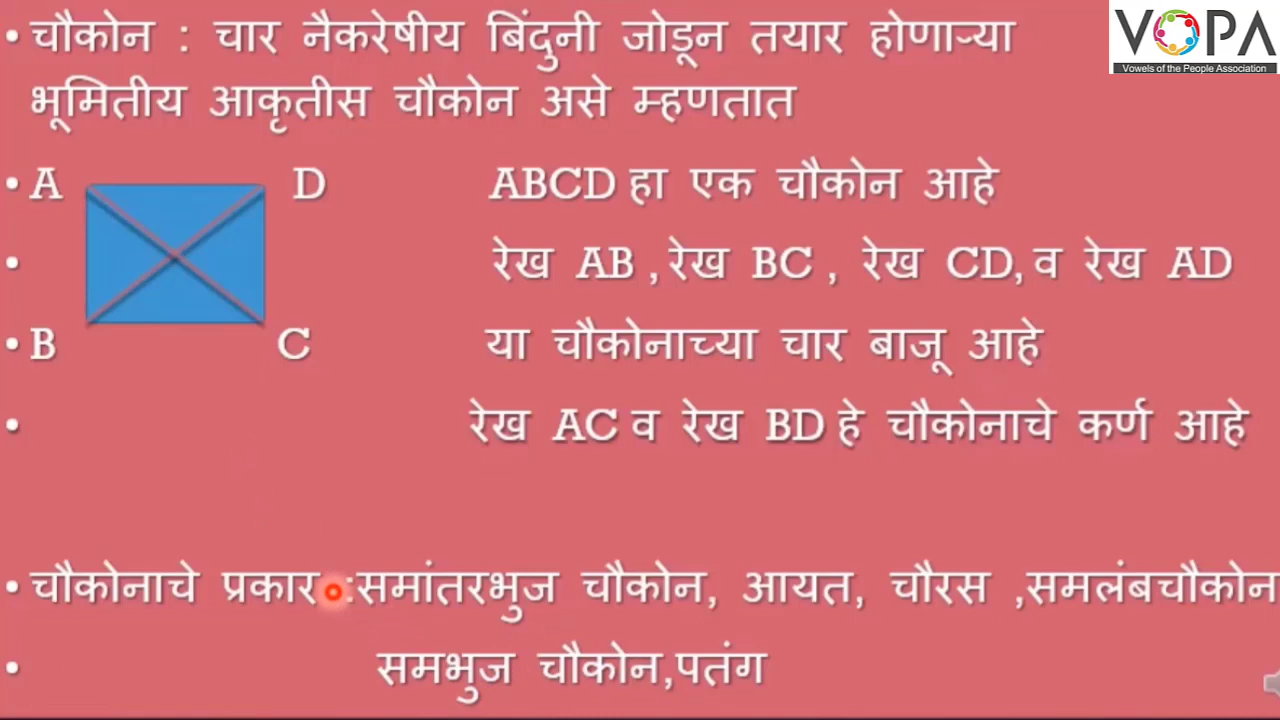 • चौकोन : चार नैकरेषीय बिंदुनी जोडून तयार होणाऱ्या
VOPA
Vowels of the People Association
भूमितीय आकृतीस चौकोन असे म्हणतात
• A D ABCD हा एक चौकोन आहे
• रेख AB , रेख BC , रेख CD, व रेख AD
• B C या चौकोनाच्या चार बाजू आहे
• रेख AC व रेख BD हे चौकोनाचे कर्ण आहे
• चौकोनाचे प्रकार :समांतरभुज चौकोन, आयत, चौरस ,समलंबचौकोन
• समभुज चौकोन,पतंग